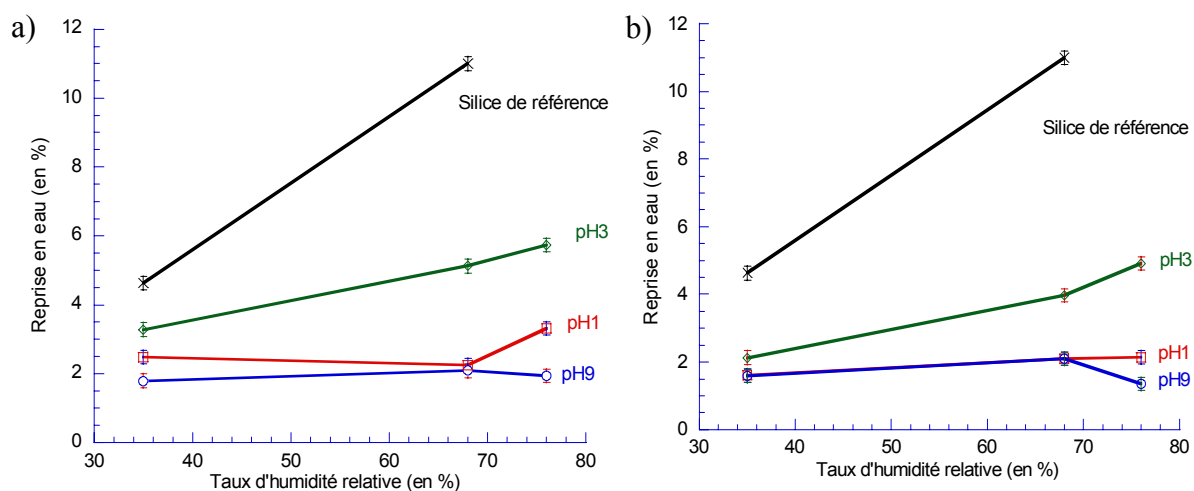 a)
12
10
8
6
4
2
0
Reprise en eau (en %)
Silice de référence
pH3
pH1
pH9
30 40 50 60 70 80
Taux d'humidité relative (en %)
b)
12
10
8
6
4
2
0
Reprise en eau (en %)
Silice de référence
pH3
pH1
pH9
30 40 50 60 70 80
Taux d'humidité relative (en %)